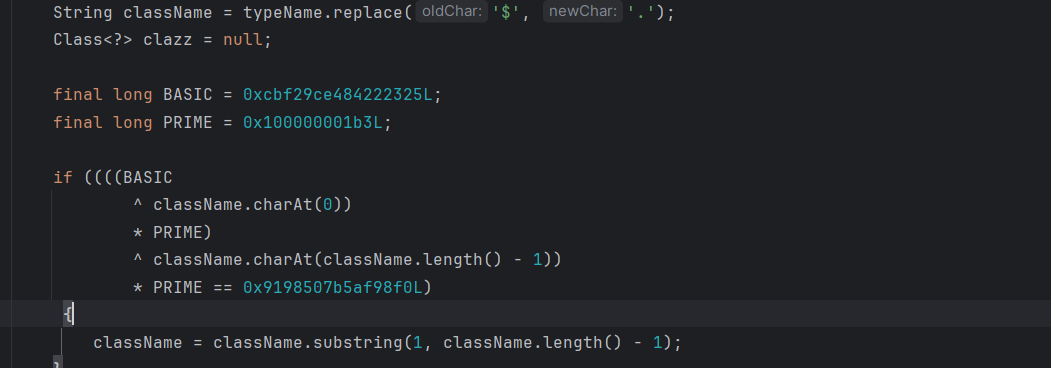 String className = typeName.replace( oldChar: '$', newChar: '.');
Class<?> clazz = null;
final long BASIC = 0xcbf29ce484222325L;
final long PRIME = 0x100000001b3L;
if ((((BASIC
^ className.charAt(0))
* PRIME)
^ className.charAt(className.length() - 1))
* PRIME == 0x9198507b5af98f0L)
{
className = className.substring(1, className.length() - 1);
}